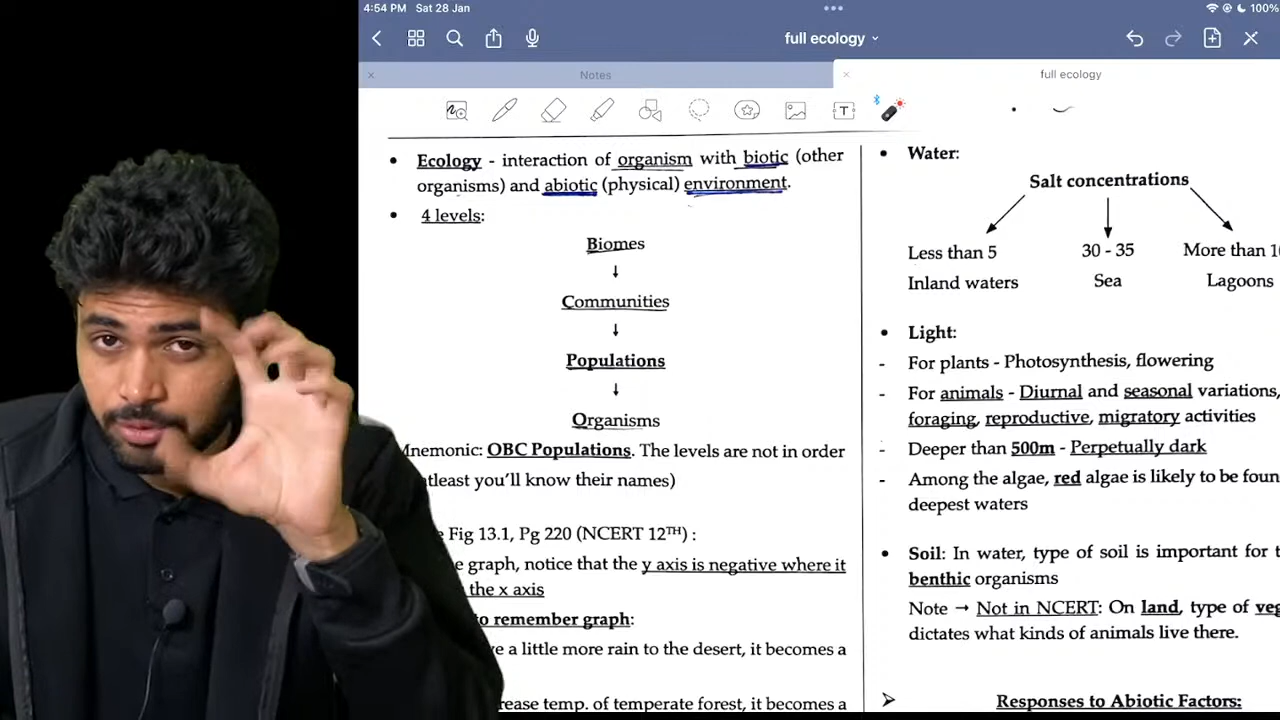 4:54 PM Sat 28 Jan
100%
full ecology
Notes
full ecology
Ecology - interaction of organism with biotic (other
organisms) and abiotic (physical) environment.
4 levels:
Biomes
↓
Communities
↓
Populations
↓
Organisms
Mnemonic: OBC Populations. The levels are not in order
you'll know their names)
Fig 13.1, Pg 220 (NCERT 12TH) :
graph, notice that the y axis is negative where it
the x axis
to remember graph:
a little more rain to the desert, it becomes a
temp. of temperate forest, it becomes a
Water:
Salt concentrations
Less than 5 30 - 35 More than
Inland waters Sea Lagoons
Light:
- For plants - Photosynthesis, flowering
- For animals - Diurnal and seasonal variations,
foraging, reproductive, migratory activities
- Deeper than 500m - Perpetually dark
- Among the algae, red algae is likely to be
deepest waters
Soil: In water, type of soil is important for
benthic organisms
Note → Not in NCERT: On land, type of
dictates what kinds of animals live there.
➢ Responses to Abiotic Factors: